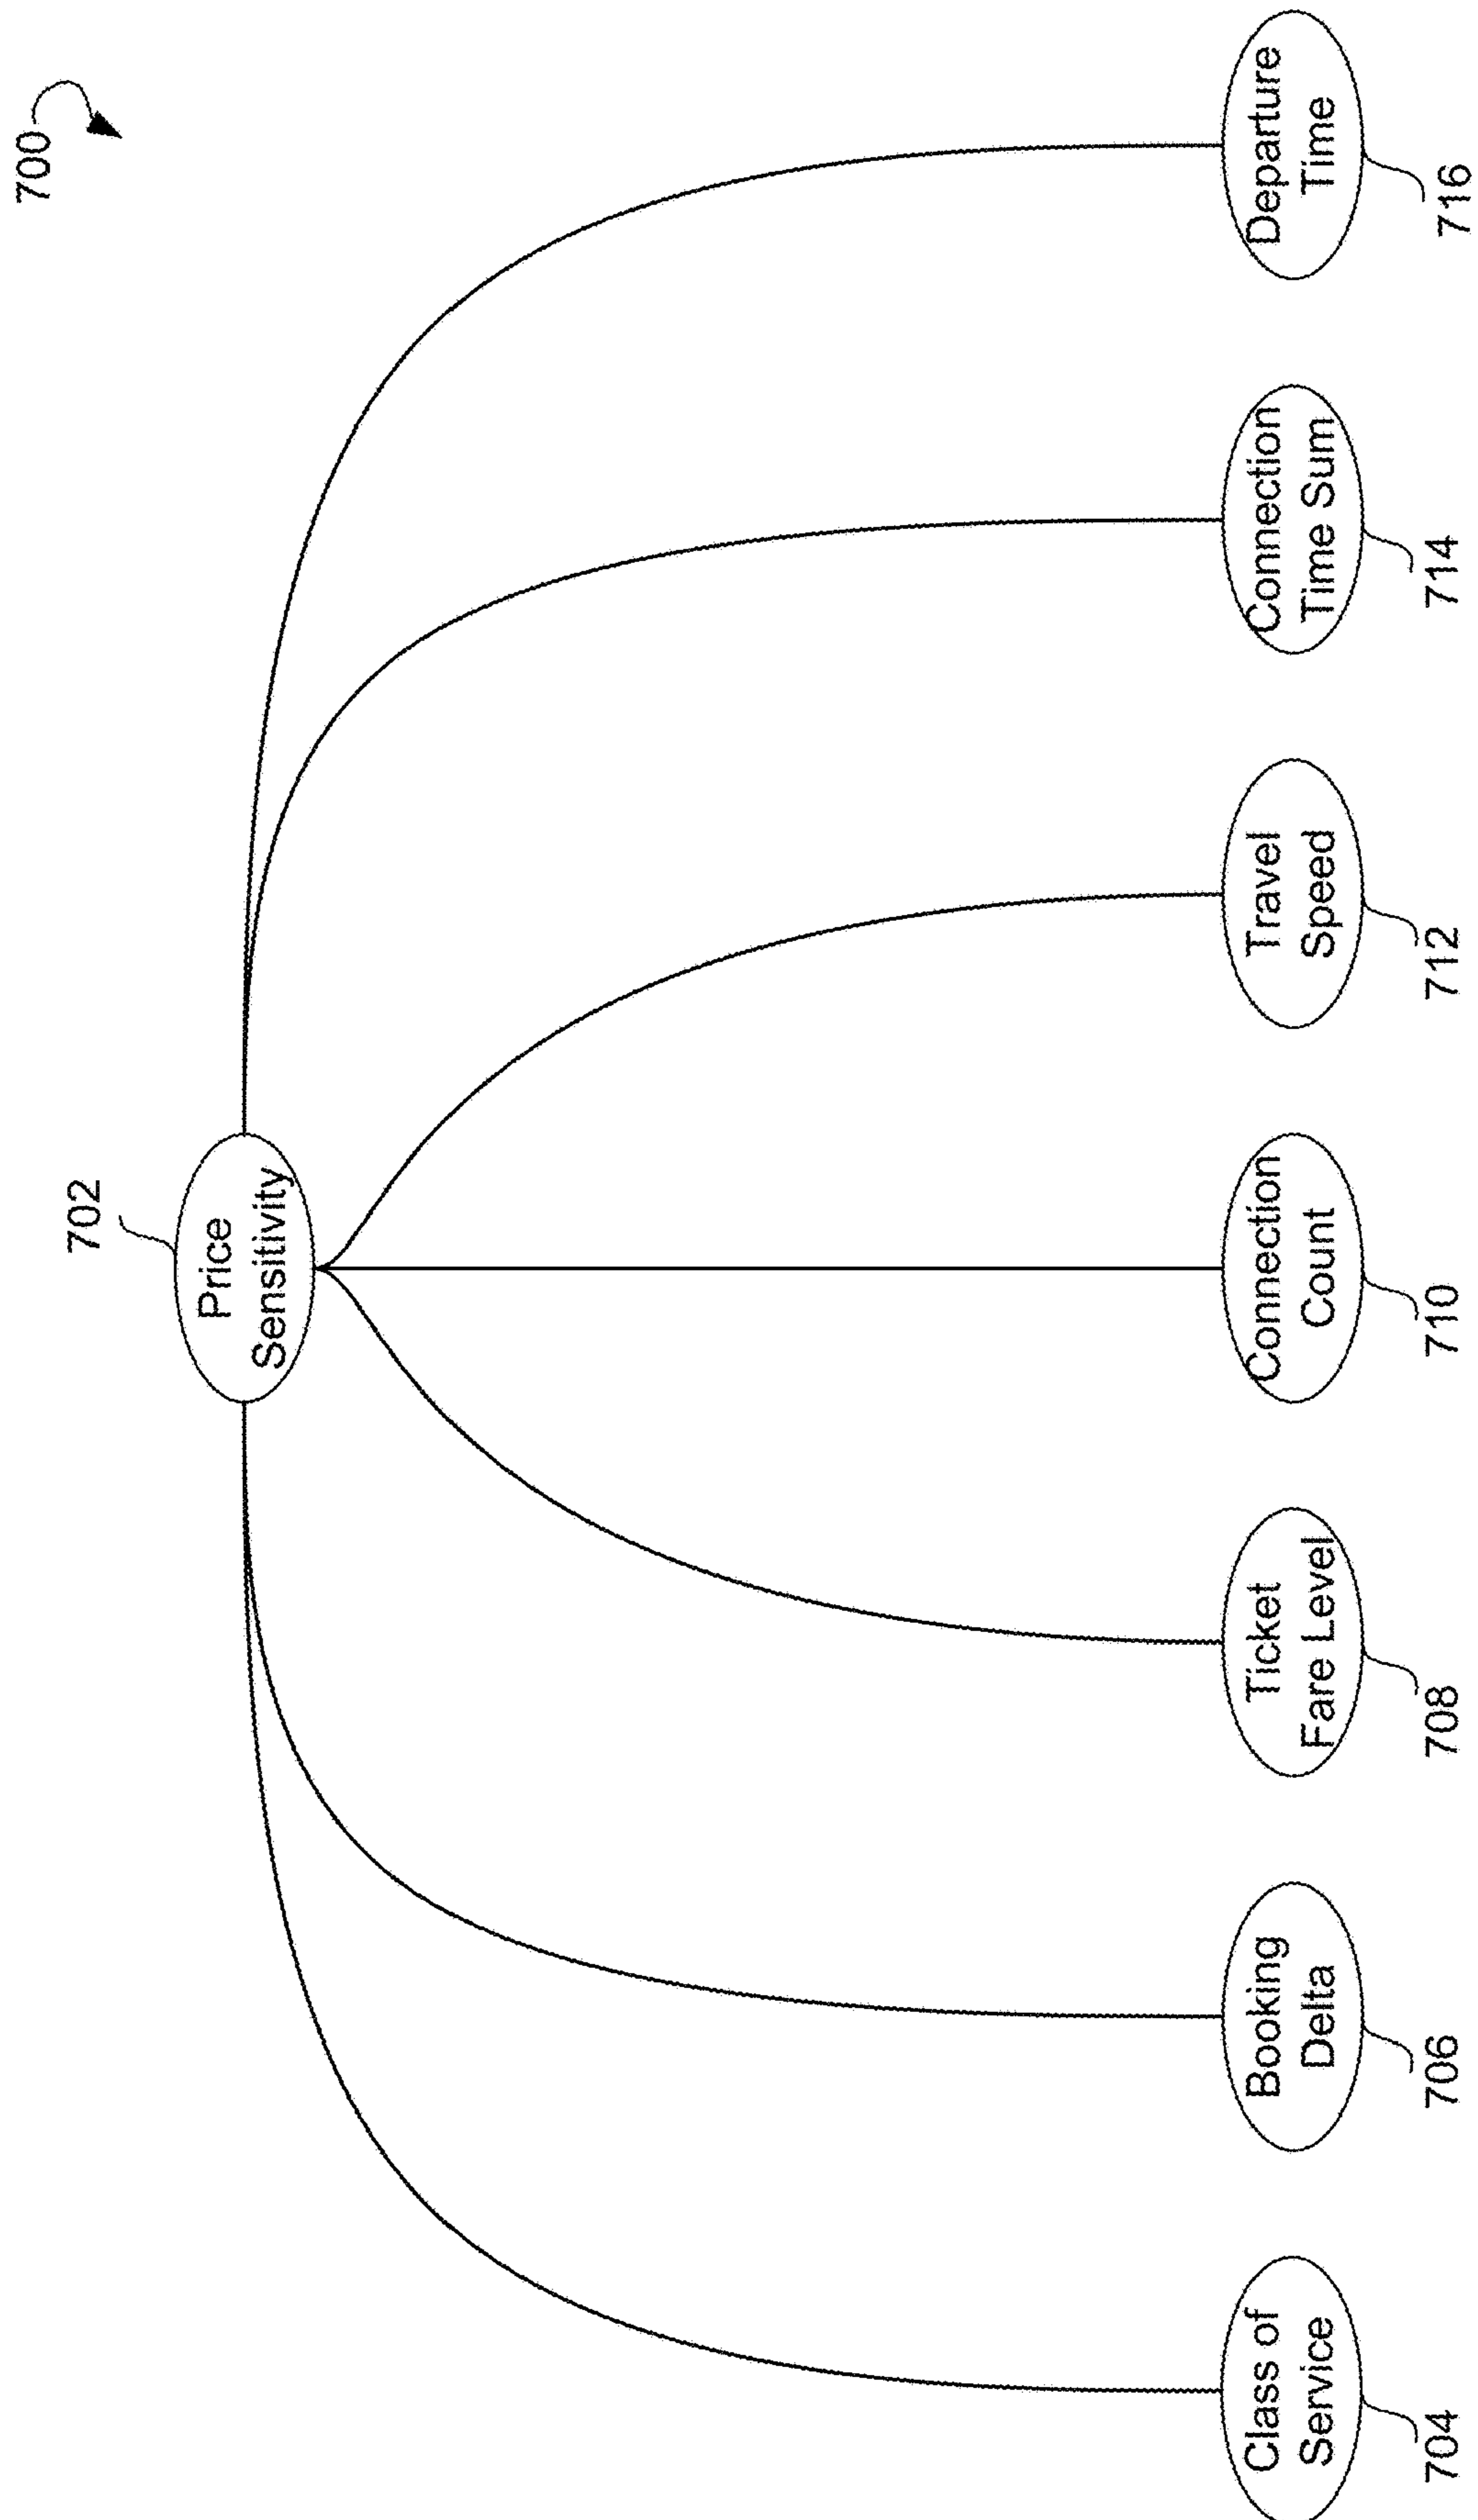 700
702
Price
Sensitivity
Class of
Service
Booking
Delta
Ticket
Fare Level
Connection
Count
Travel
Speed
Connection
Time Sum
Departure
Time
704
706
708
710
712
714
716